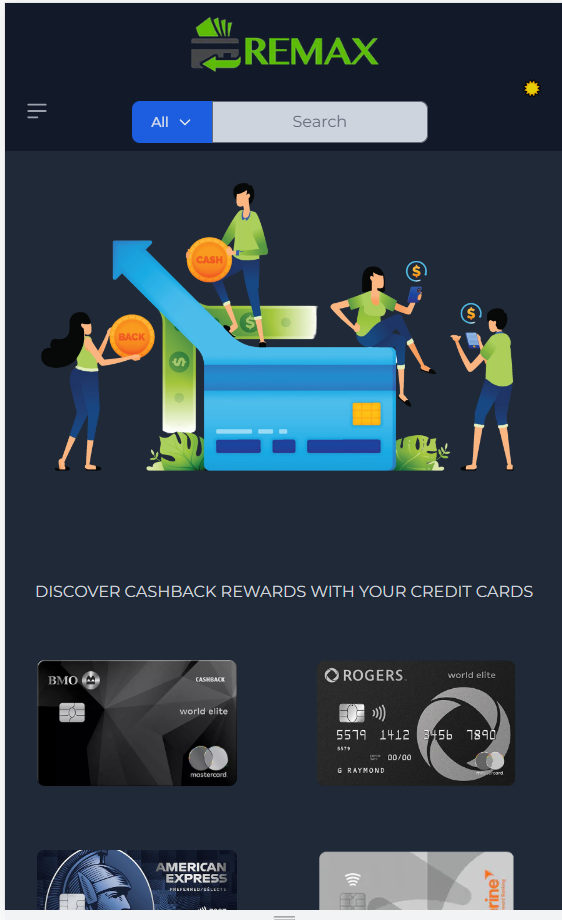 REMAX
All
Search
CASH
BACK
$
$
$
$
DISCOVER CASHBACK REWARDS WITH YOUR CREDIT CARDS
BMO
CASHBACK
world elite
mastercard
ROGERS
world elite
5579 1412 3456 7890
5579
00/00
G RAYMOND
mastercard
AMERICAN
EXPRESS
rine